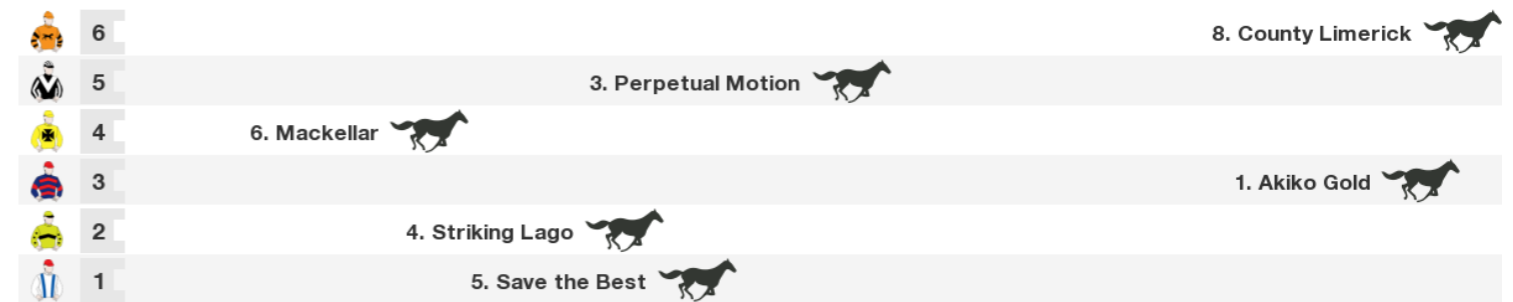 6 8. County Limerick
5 3. Perpetual Motion
4 6. Mackellar
3 1. Akiko Gold
2 4. Striking Lago
1 5. Save the Best